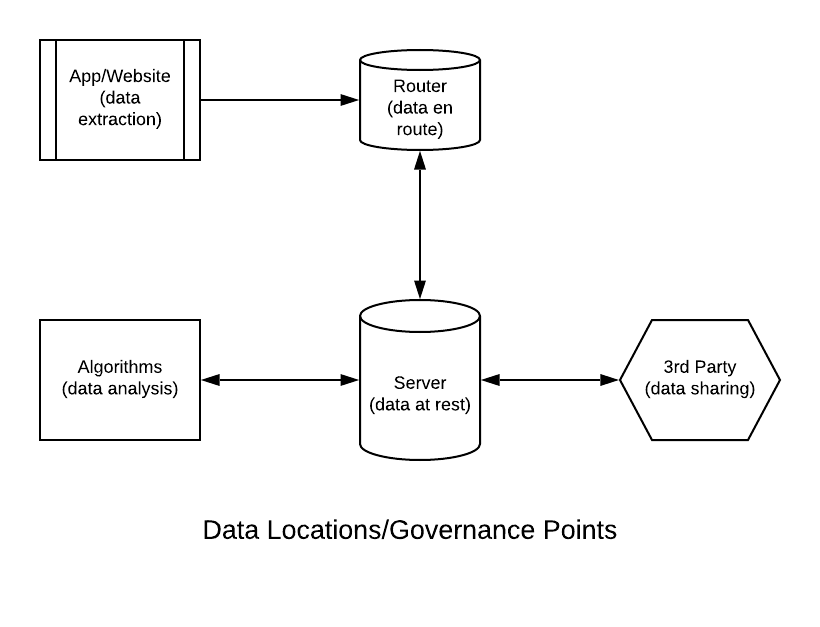 App/Website
(data
extraction)
Router
(data en
route)
Algorithms
(data analysis)
Server
(data at rest)
3rd Party
(data sharing)
Data Locations/Governance Points